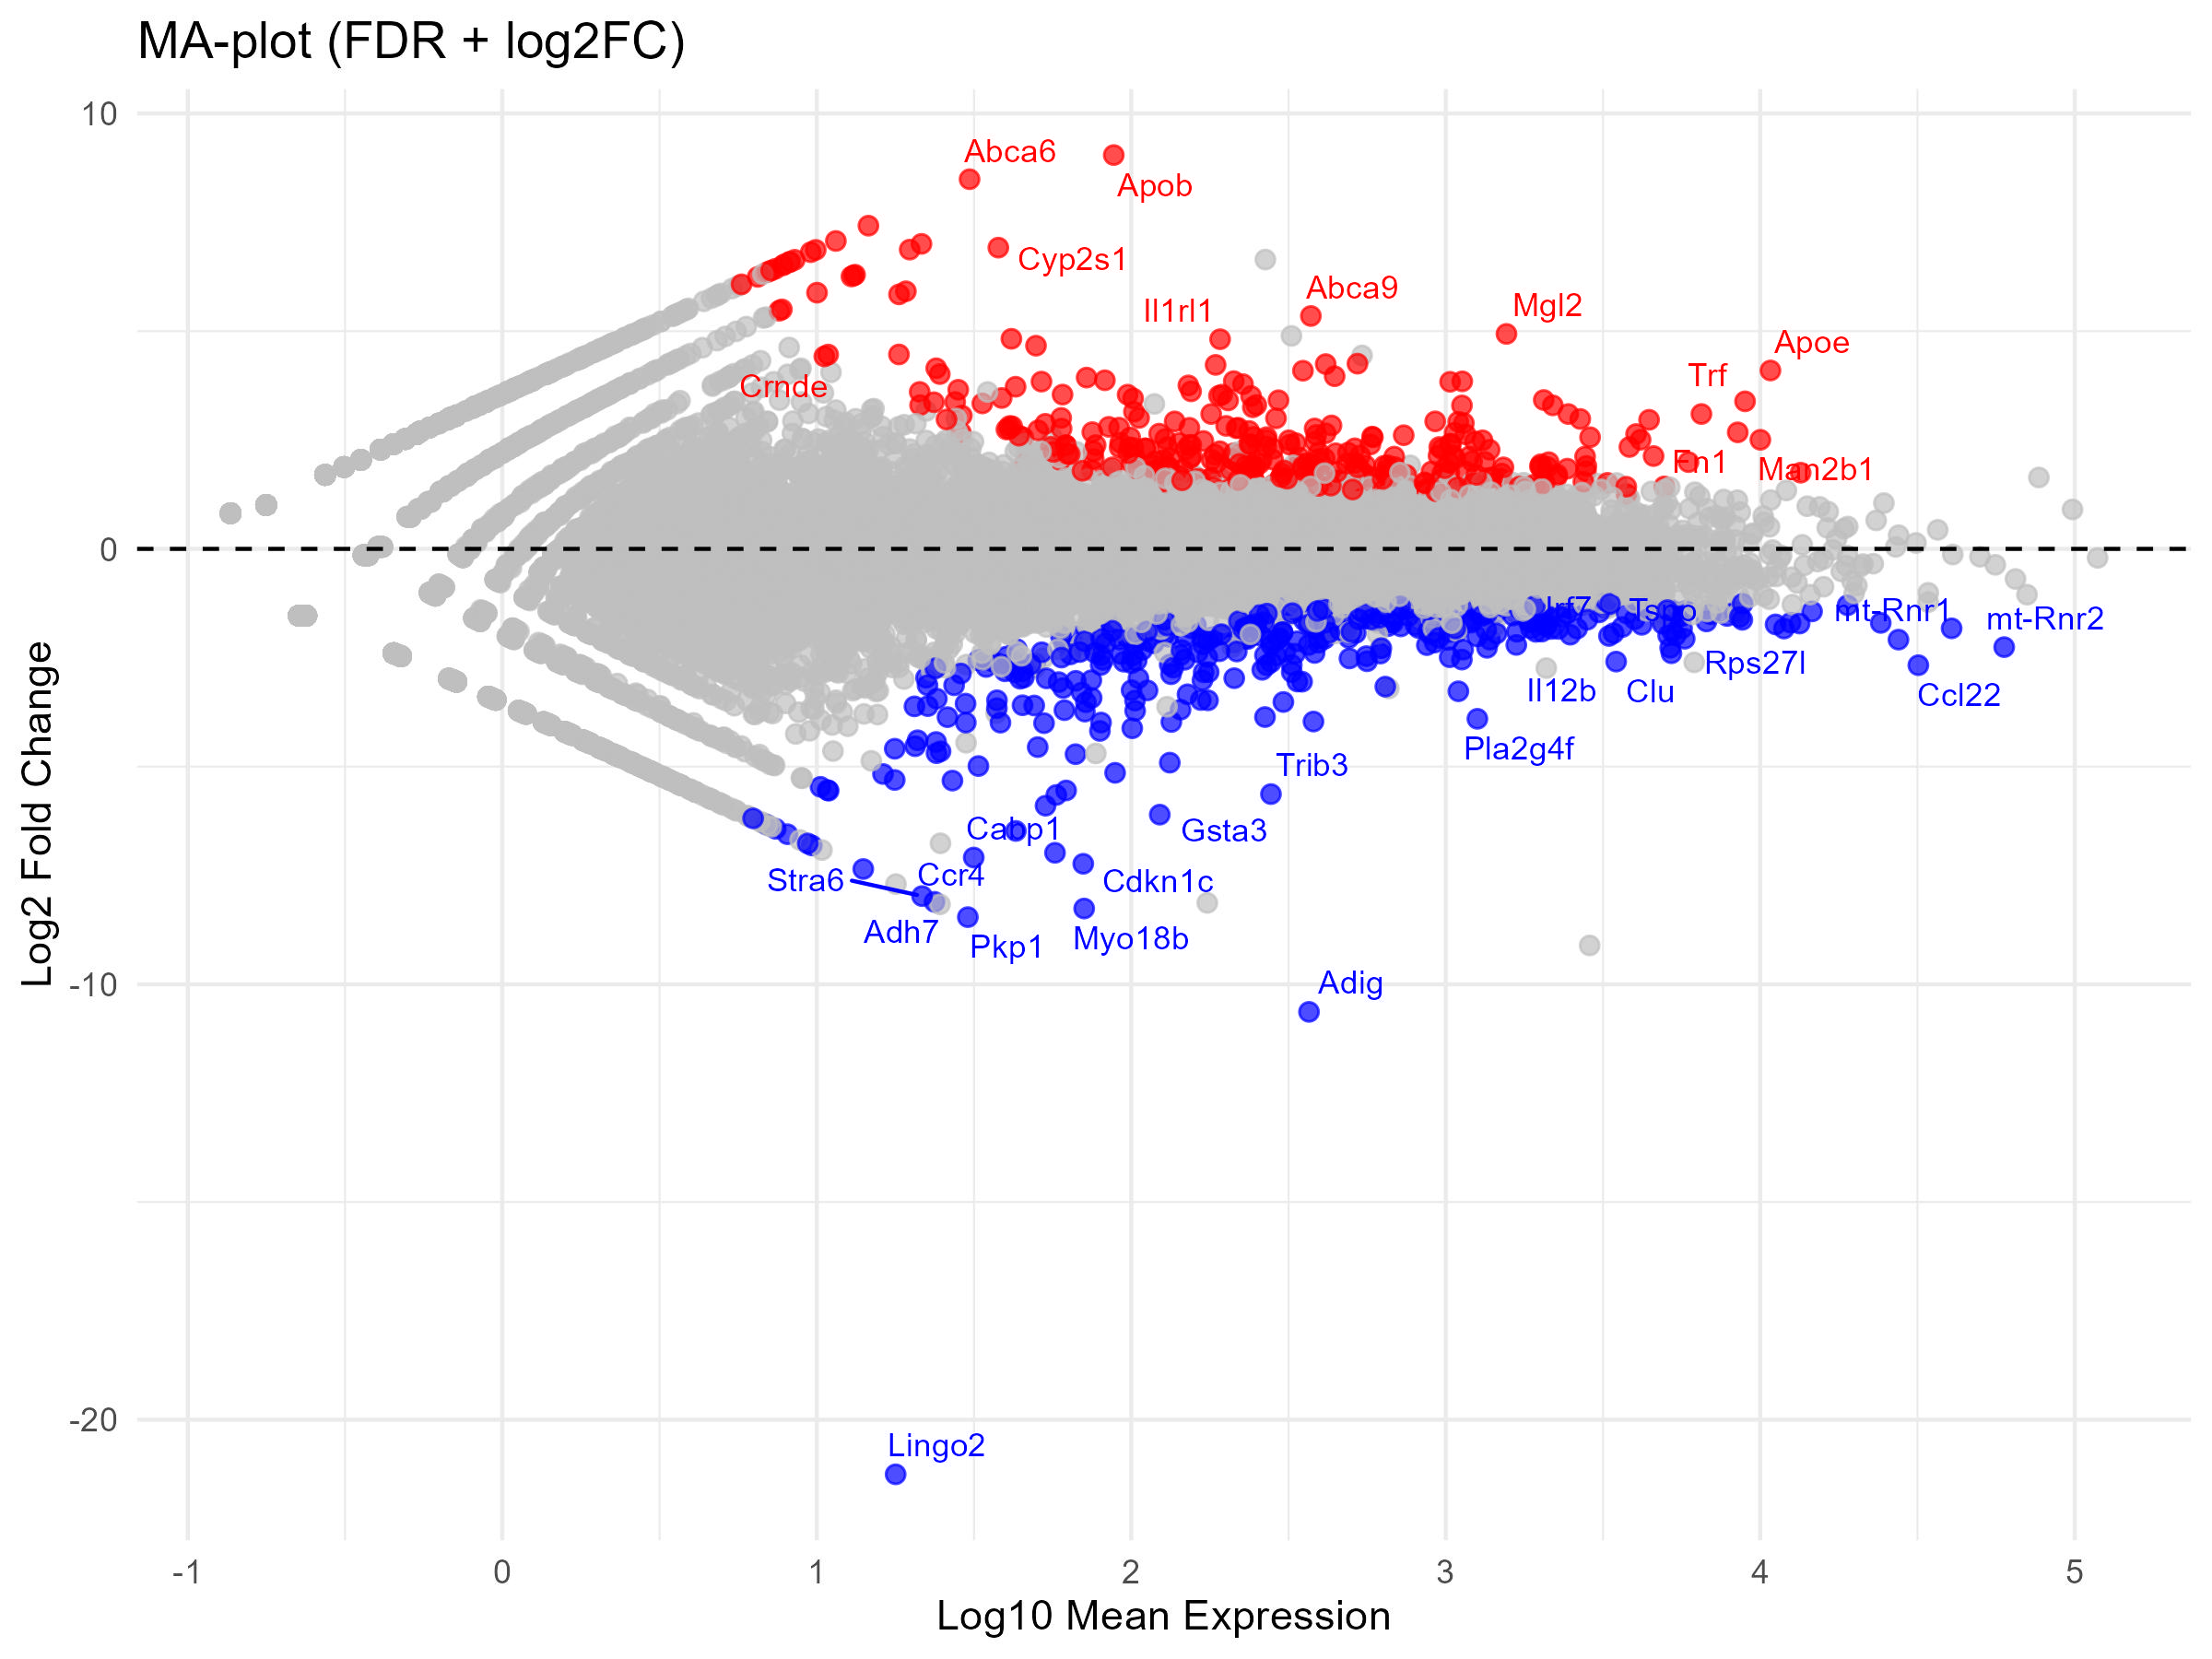 MA-plot (FDR + log2FC)
10
Abca6
Apob
Cyp2s1
Abca9
Il1rl1
Mgl2
Apoe
Trf
Crnde
Fn1
Man2b1
0
Irf7
Tspo
mt-Rnr1
mt-Rnr2
Rps27l
Il12b
Clu
Ccl22
Pla2g4f
Trib3
Cabp1
Gsta3
Stra6
Ccr4
Cdkn1c
Adh7
Pkp1
Myo18b
Adig
-10
-20
Lingo2
Log2 Fold Change
-1
0
1
2
3
4
5
Log10 Mean Expression